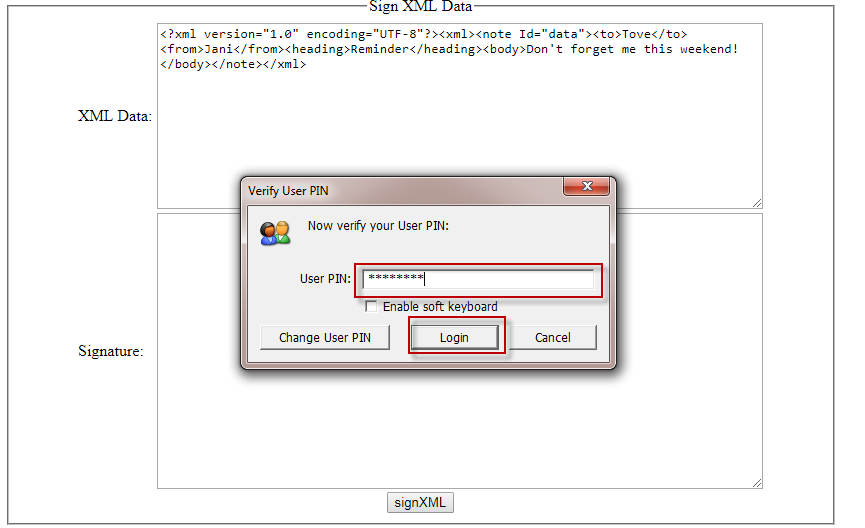 Sign XML Data
XML Data:
<?xml version="1.0" encoding="UTF-8"?><xml><note Id="data"><to>Tove</to>
<from>Jani</from><heading>Reminder</heading><body>Don't forget me this weekend!
</body></note></xml>
Verify User PIN
Now verify your User PIN:
User PIN: ********
Enable soft keyboard
Change User PIN Login Cancel
Signature:
signXML